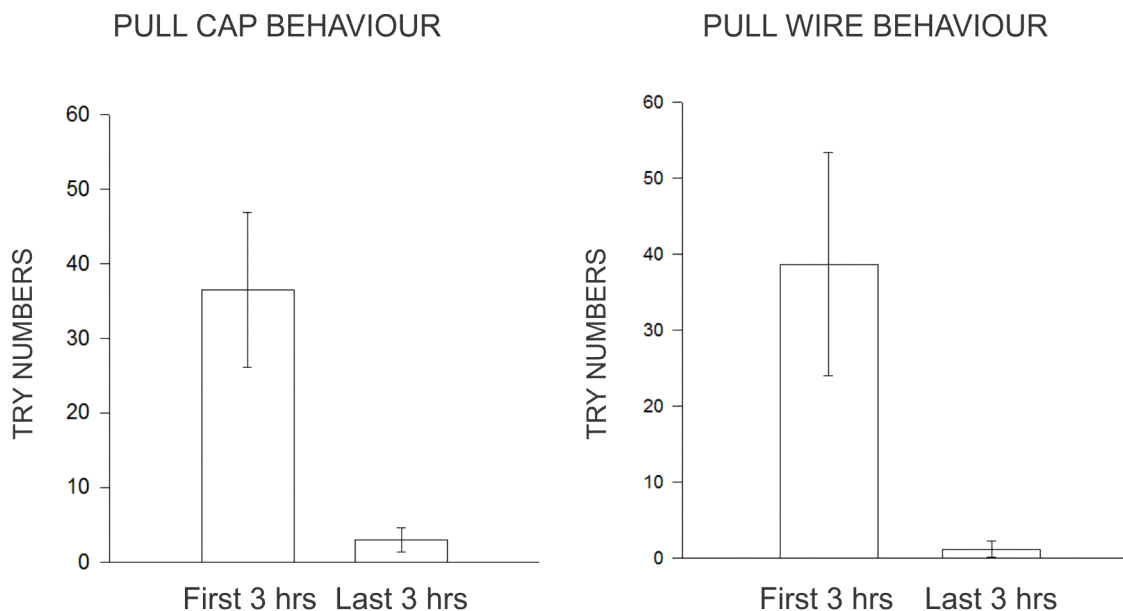 PULL CAP BEHAVIOUR
60
50
40
30
20
10
0
TRY NUMBERS
First 3 hrs Last 3 hrs
PULL WIRE BEHAVIOUR
60
50
40
30
20
10
0
TRY NUMBERS
First 3 hrs Last 3 hrs